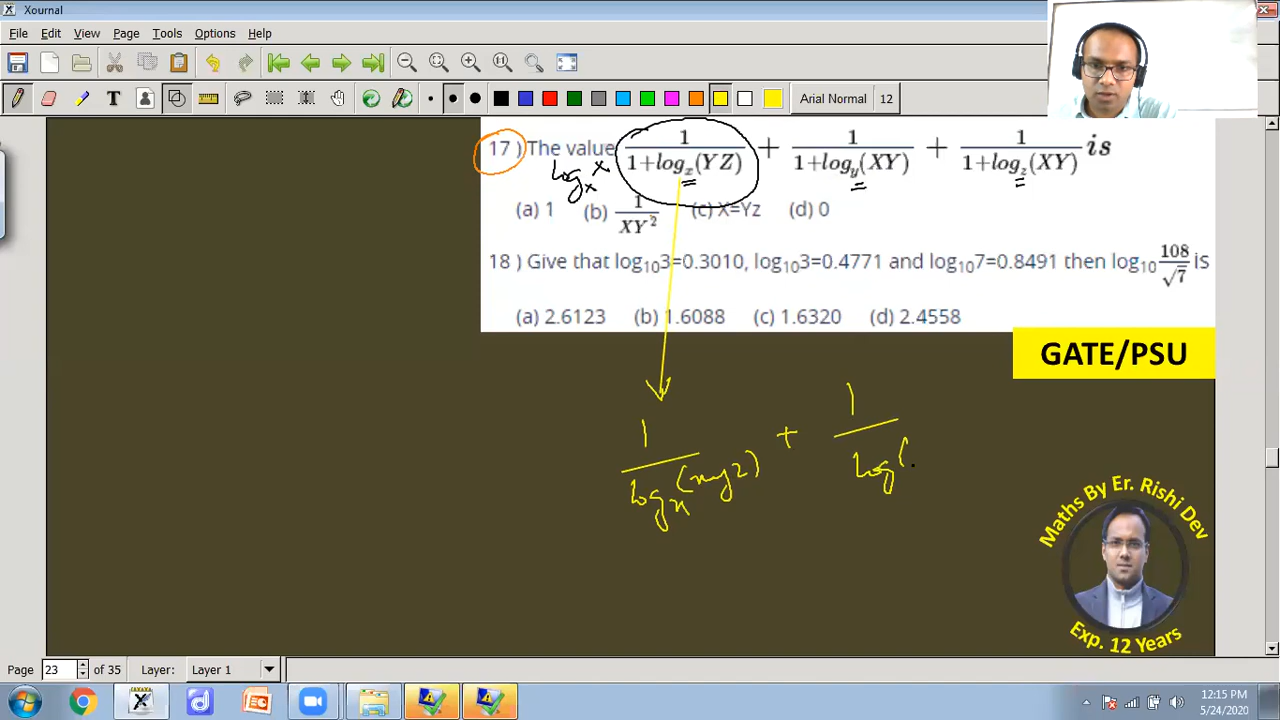 Xournal
File Edit View Page Tools Options Help
Arial Normal 12
17 ) The value 1/(1+logₓ(YZ)) + 1/(1+log_y(XY)) + 1/(1+log_z(XY)) is
logₓ x
(a) 1 (b) 1/XY² (c) X=Yz (d) 0
18 ) Give that log₁₀3=0.3010, log₁₀3=0.4771 and log₁₀7=0.8491 then log₁₀ 108/√7 is
(a) 2.6123 (b) 1.6088 (c) 1.6320 (d) 2.4558
GATE/PSU
1/logₓ(xyz) + 1/log(
Maths By Er. Rishi Dev
Exp. 12 Years
Page 23 of 35 Layer: Layer 1
12:15 PM
5/24/2020